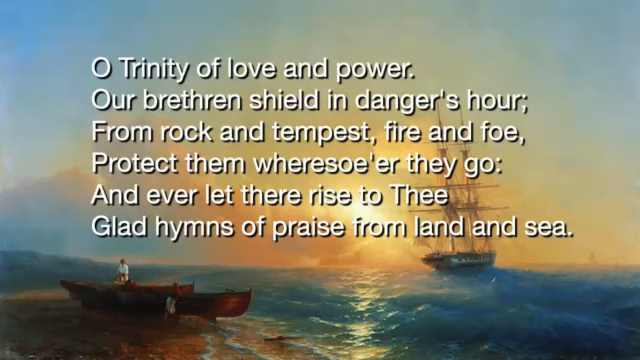 O Trinity of love and power.
Our brethren shield in danger's hour;
From rock and tempest, fire and foe,
Protect them wheresoe'er they go:
And ever let there rise to Thee
Glad hymns of praise from land and sea.